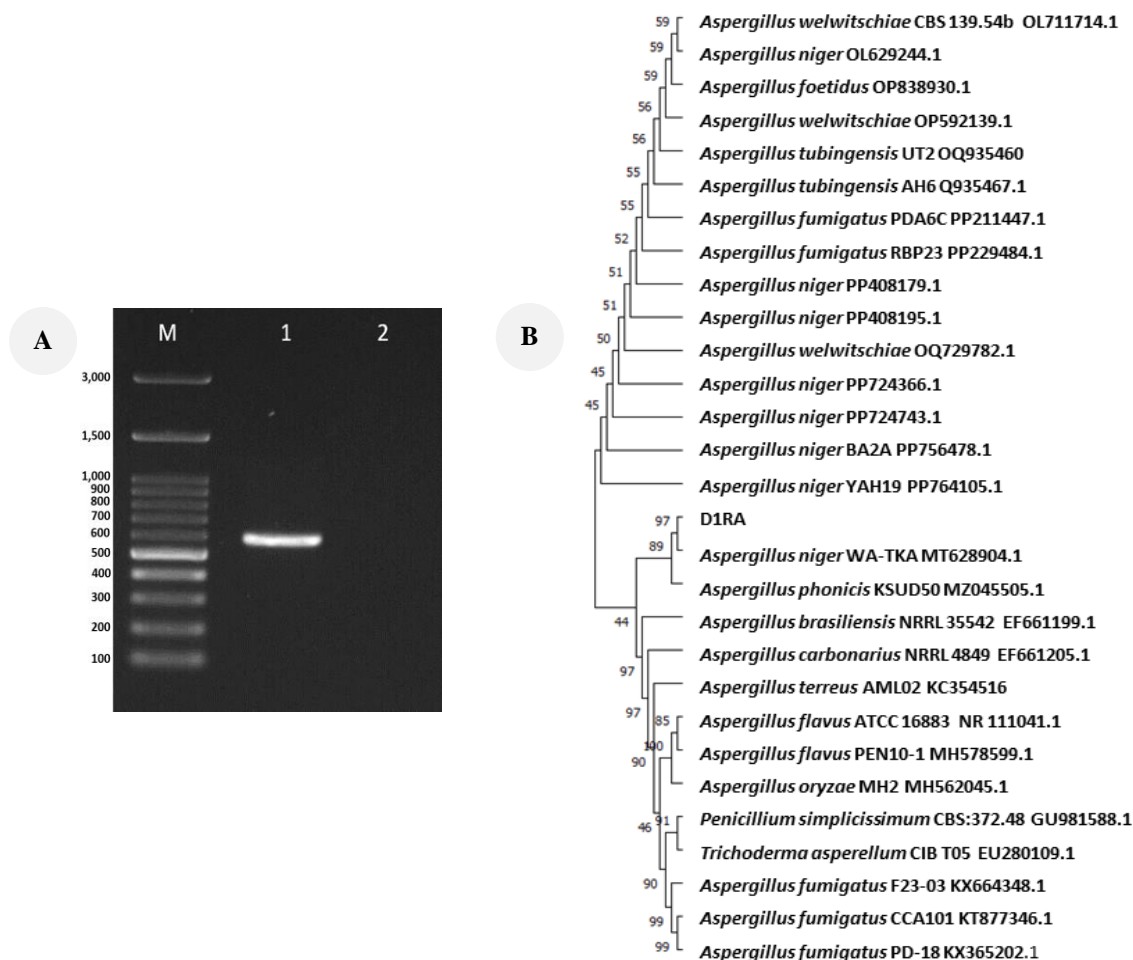 A
M 1 2
3,000
1,500
1,000
900
800
700
600
500
400
300
200
100
B
59
59
59
56
56
55
55
52
51
51
50
45
45
97
89
44
97
97
85
100
90
91
46
90
99
99
Aspergillus welwitschiae CBS 139.54b OL711714.1
Aspergillus niger OL629244.1
Aspergillus foetidus OP838930.1
Aspergillus welwitschiae OP592139.1
Aspergillus tubingensis UT2 OQ935460
Aspergillus tubingensis AH6 Q935467.1
Aspergillus fumigatus PDA6C PP211447.1
Aspergillus fumigatus RBP23 PP229484.1
Aspergillus niger PP408179.1
Aspergillus niger PP408195.1
Aspergillus welwitschiae OQ729782.1
Aspergillus niger PP724366.1
Aspergillus niger PP724743.1
Aspergillus niger BA2A PP756478.1
Aspergillus niger YAH19 PP764105.1
D1RA
Aspergillus niger WA-TKA MT628904.1
Aspergillus phonicis KSUD50 MZ045505.1
Aspergillus brasiliensis NRRL 35542 EF661199.1
Aspergillus carbonarius NRRL 4849 EF661205.1
Aspergillus terreus AML02 KC354516
Aspergillus flavus ATCC 16883 NR 111041.1
Aspergillus flavus PEN10-1 MH578599.1
Aspergillus oryzae MH2 MH562045.1
Penicillium simplicissimum CBS:372.48 GU981588.1
Trichoderma asperellum CIB T05 EU280109.1
Aspergillus fumigatus F23-03 KX664348.1
Aspergillus fumigatus CCA101 KT877346.1
Aspergillus fumigatus PD-18 KX365202.1